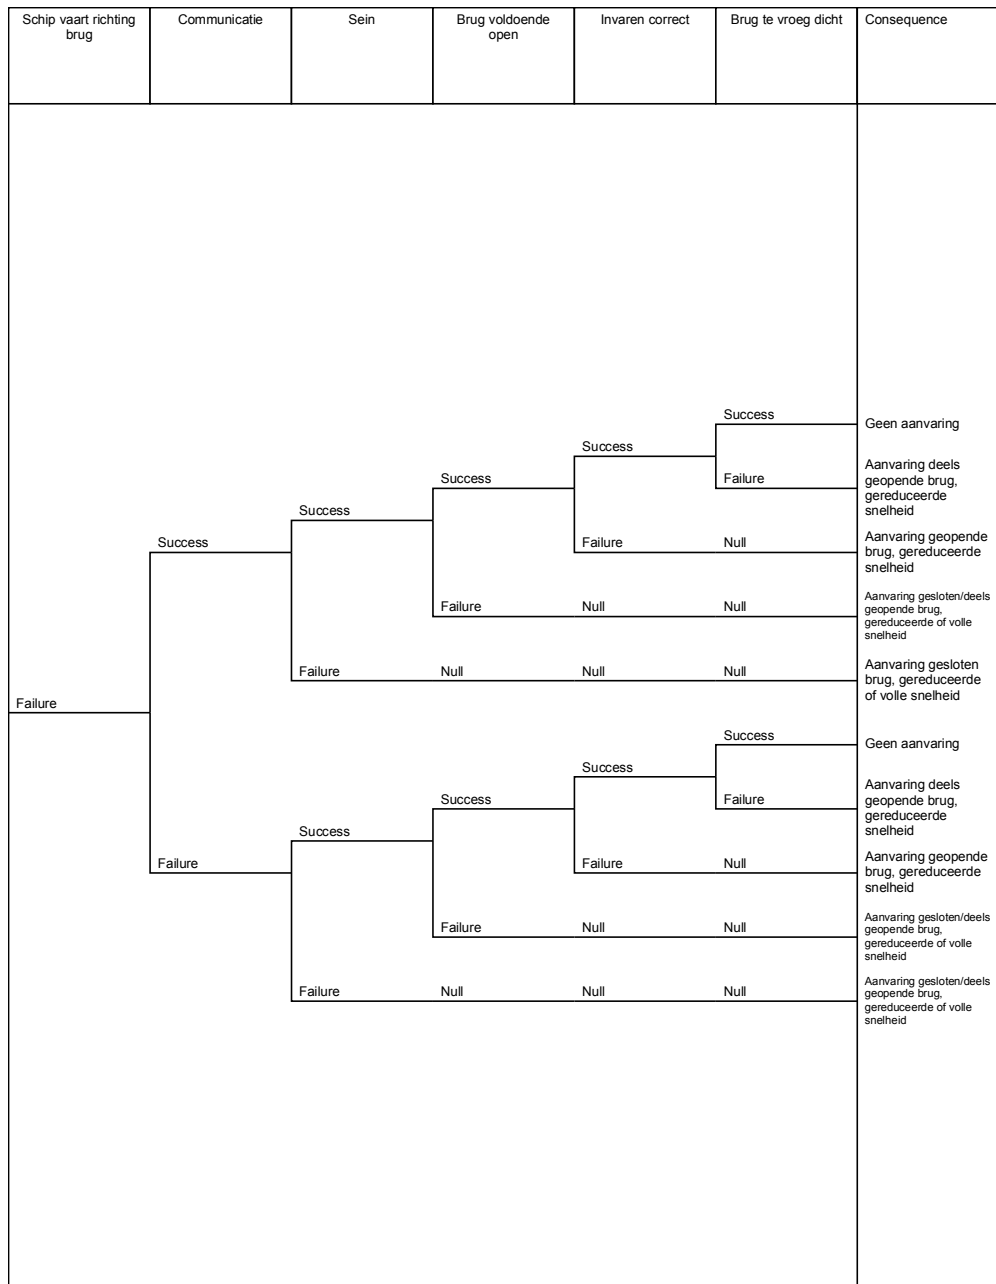 Schip vaart richting
brug
Communicatie
Sein
Brug voldoende
open
Invaren correct
Brug te vroeg dicht
Consequence
Success
Geen aanvaring
Success
Failure
Aanvaring deels
geopende brug,
gereduceerde
snelheid
Success
Success
Failure
Null
Aanvaring geopende
brug, gereduceerde
snelheid
Success
Failure
Null
Null
Aanvaring gesloten/deels
geopende brug,
gereduceerde of volle
snelheid
Failure
Null
Null
Null
Aanvaring gesloten
brug, gereduceerde
of volle snelheid
Failure
Success
Geen aanvaring
Success
Failure
Aanvaring deels
geopende brug,
gereduceerde
snelheid
Success
Success
Failure
Failure
Null
Aanvaring geopende
brug, gereduceerde
snelheid
Failure
Null
Null
Aanvaring gesloten/deels
geopende brug,
gereduceerde of volle
snelheid
Failure
Null
Null
Null
Aanvaring gesloten/deels
geopende brug,
gereduceerde of volle
snelheid